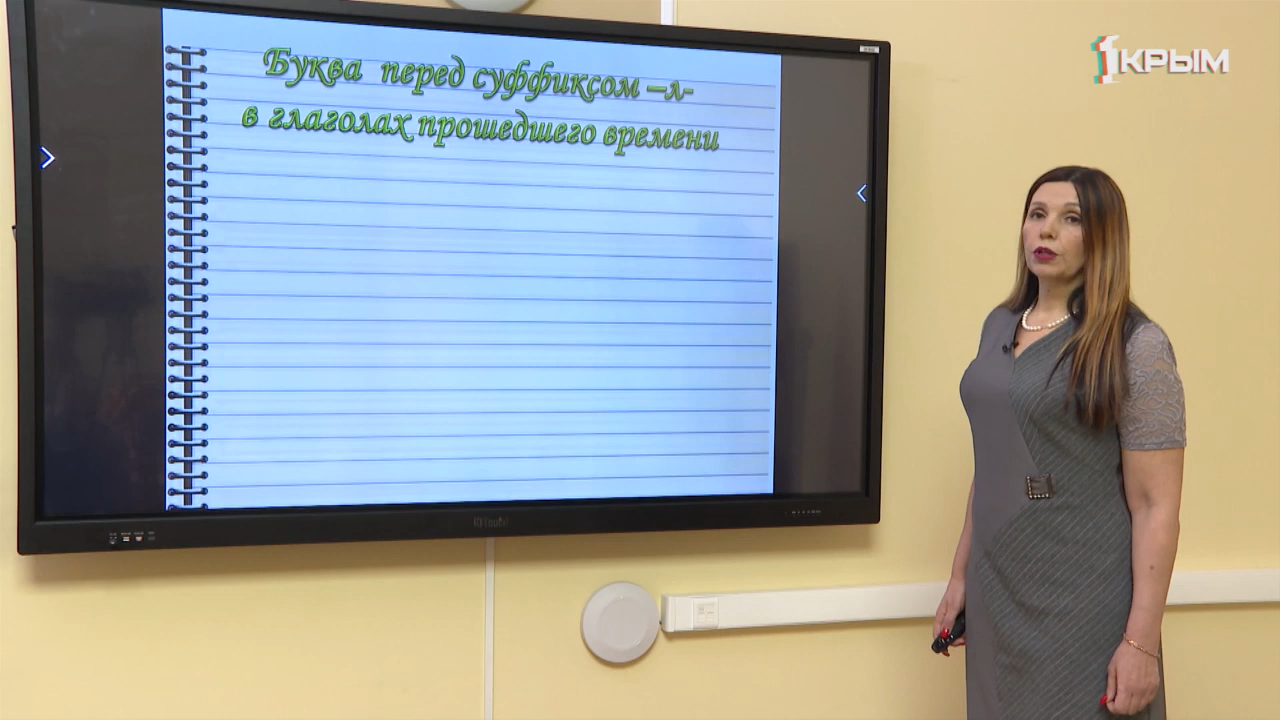 Буква перед суффиксом –л-
в глаголах прошедшего времени
1КРЫМ